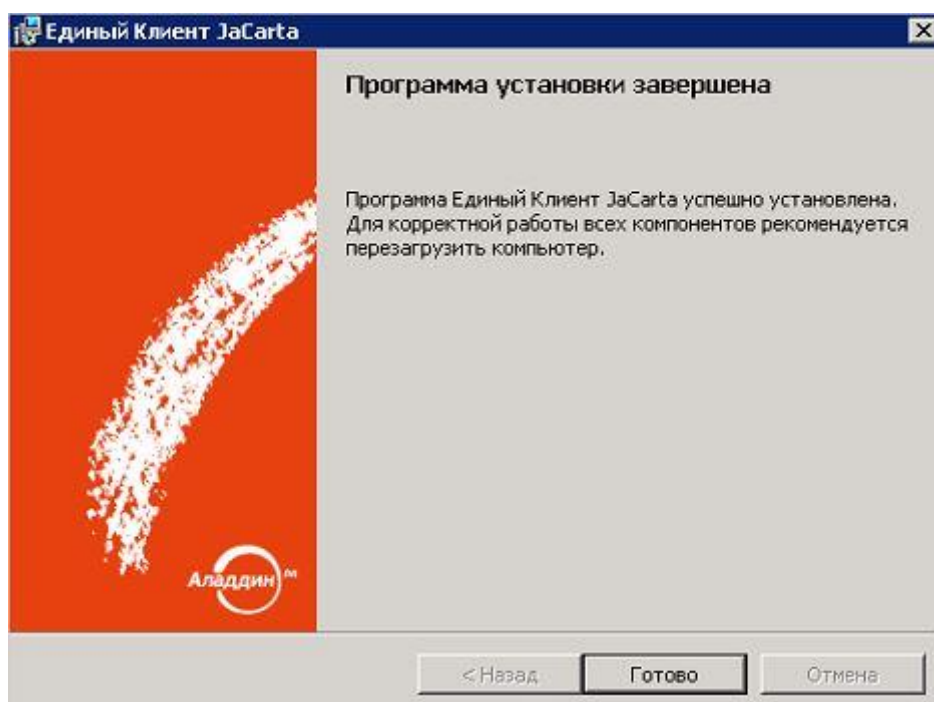 Единый Клиент JaCarta
Программа установки завершена
Программа Единый Клиент JaCarta успешно установлена.
Для корректной работы всех компонентов рекомендуется
перезагрузить компьютер.
Аладдин
< Назад
Готово
Отмена